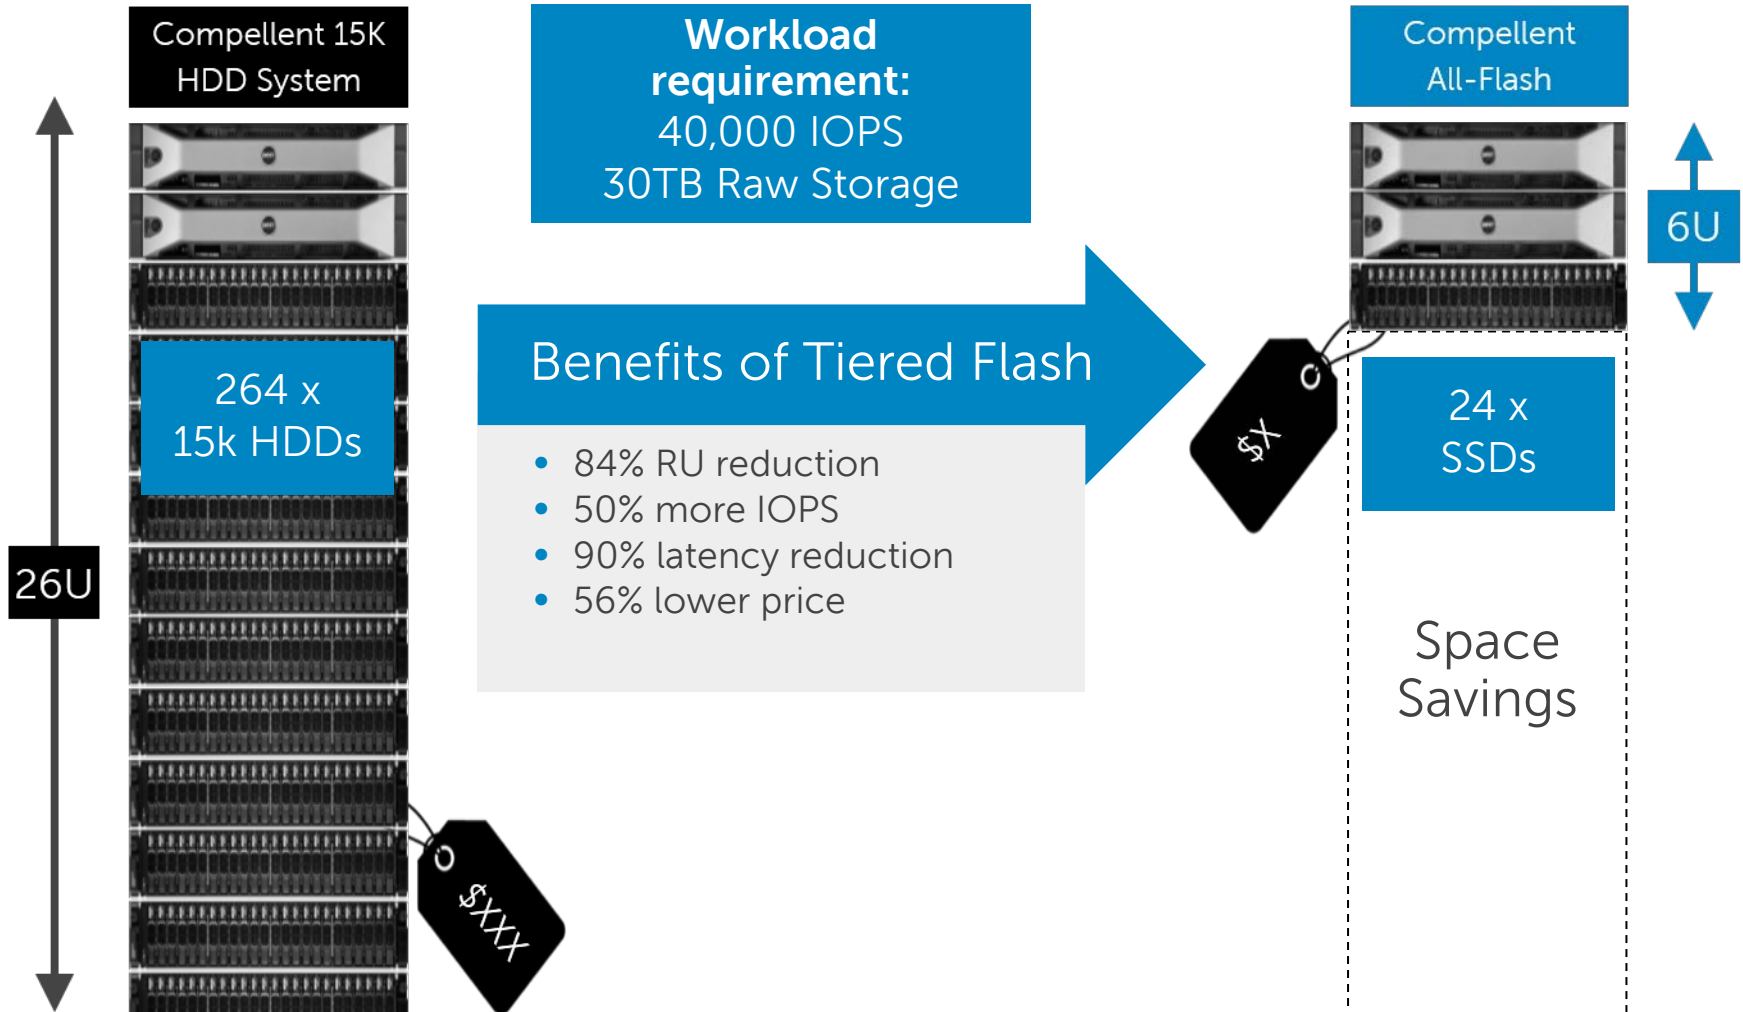 Compellent 15K
HDD System
Workload
requirement:
40,000 IOPS
30TB Raw Storage
Compellent
All-Flash
6U
Benefits of Tiered Flash
• 84% RU reduction
• 50% more IOPS
• 90% latency reduction
• 56% lower price
264 x
15k HDDs
26U
$XXX
$X
24 x
SSDs
Space
Savings